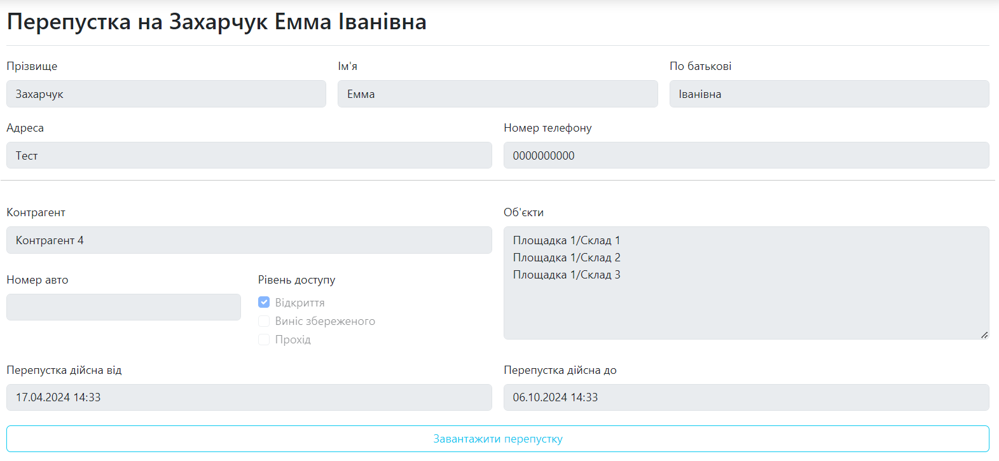 Перепустка на Захарчук Емма Іванівна
Прізвище
Ім'я
По батькові
Захарчук
Емма
Іванівна
Адреса
Номер телефону
Тест
0000000000
Контрагент
Об'єкти
Контрагент 4
Площадка 1/Склад 1
Площадка 1/Склад 2
Площадка 1/Склад 3
Номер авто
Рівень доступу
Відкриття
Виніс збереженого
Прохід
Перепустка дійсна від
Перепустка дійсна до
17.04.2024 14:33
06.10.2024 14:33
Завантажити перепустку